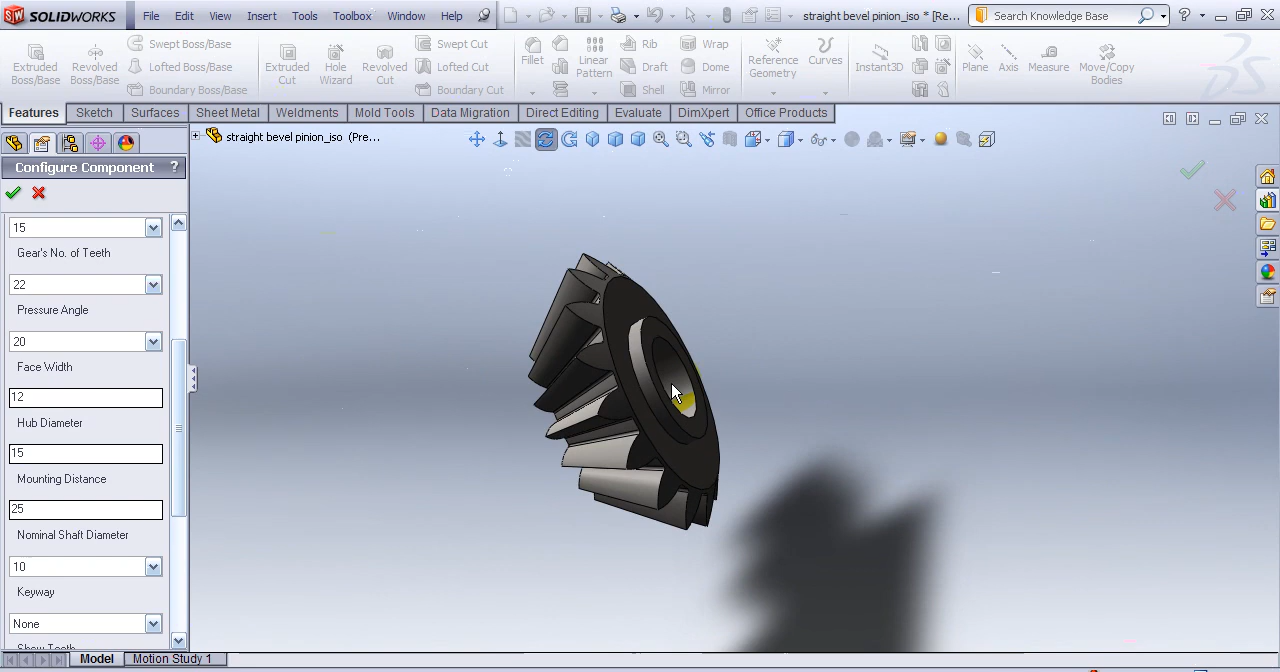 SOLIDWORKS File Edit View Insert Tools Toolbox Window Help straight bevel pinion_iso * [Re... Search Knowledge Base ?
Extruded Boss/Base Revolved Boss/Base Swept Boss/Base Lofted Boss/Base Boundary Boss/Base Extruded Cut Hole Wizard Revolved Cut Swept Cut Lofted Cut Boundary Cut Fillet Linear Pattern Rib Draft Shell Wrap Dome Mirror Reference Geometry Curves Instant3D Plane Axis Measure Move/Copy Bodies
Features Sketch Surfaces Sheet Metal Weldments Mold Tools Data Migration Direct Editing Evaluate DimXpert Office Products
straight bevel pinion_iso (Pre...
Configure Component ?
15
Gear's No. of Teeth
22
Pressure Angle
20
Face Width
12
Hub Diameter
15
Mounting Distance
25
Nominal Shaft Diameter
10
Keyway
None
Show Teeth
Model Motion Study 1